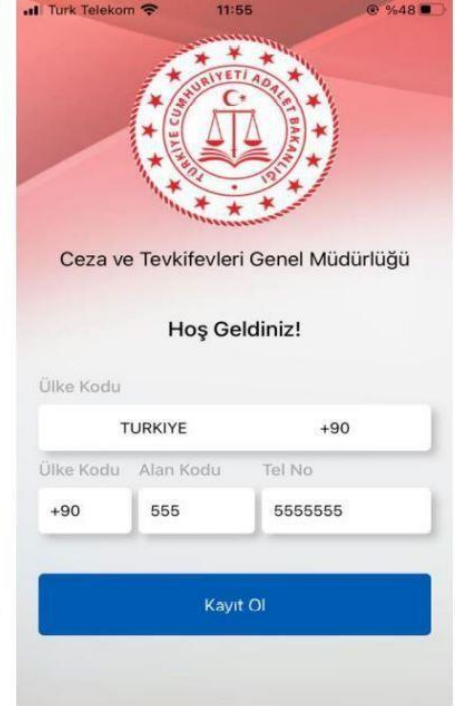 Turk Telekom 11:55 %48
TÜRKİYE CUMHURİYETİ ADALET BAKANLIĞI
Ceza ve Tevkifevleri Genel Müdürlüğü
Hoş Geldiniz!
Ülke Kodu
TURKIYE +90
Ülke Kodu Alan Kodu Tel No
+90 555 5555555
Kayıt Ol